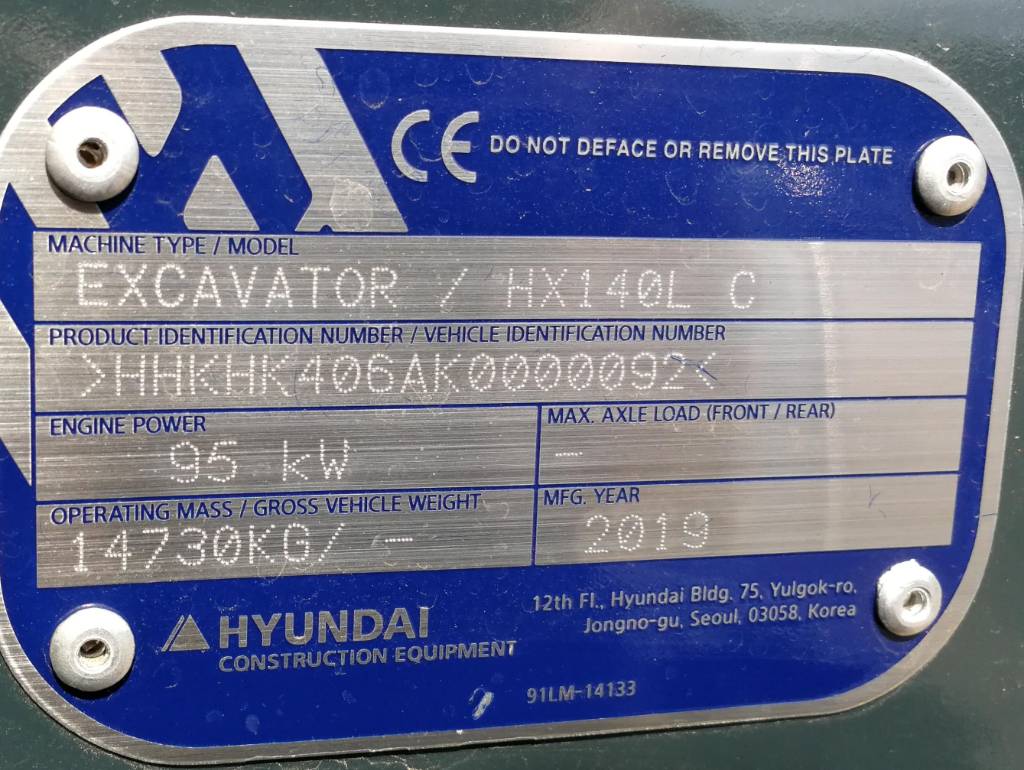 CE DO NOT DEFACE OR REMOVE THIS PLATE
MACHINE TYPE / MODEL
EXCAVATOR / HX140L C
PRODUCT IDENTIFICATION NUMBER / VEHICLE IDENTIFICATION NUMBER
>HHKHK406AK0000092<
ENGINE POWER
95 kW
MAX. AXLE LOAD (FRONT / REAR)
-
OPERATING MASS / GROSS VEHICLE WEIGHT
14730KG/ -
MFG. YEAR
2019
HYUNDAI
CONSTRUCTION EQUIPMENT
12th Fl., Hyundai Bldg. 75, Yulgok-ro,
Jongno-gu, Seoul, 03058, Korea
91LM-14133